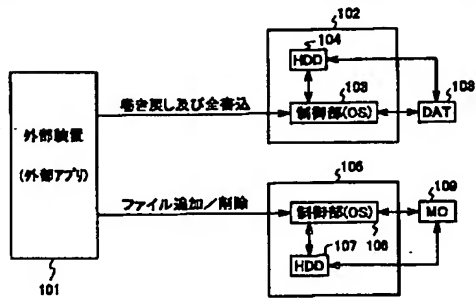 102
104
HDD
103
制御部(OS)
108
DAT
巻き戻し及び全書込
外部装置
(外部アプリ)
101
ファイル追加/削除
105
制御部(OS)
106
109
MO
107
HDD